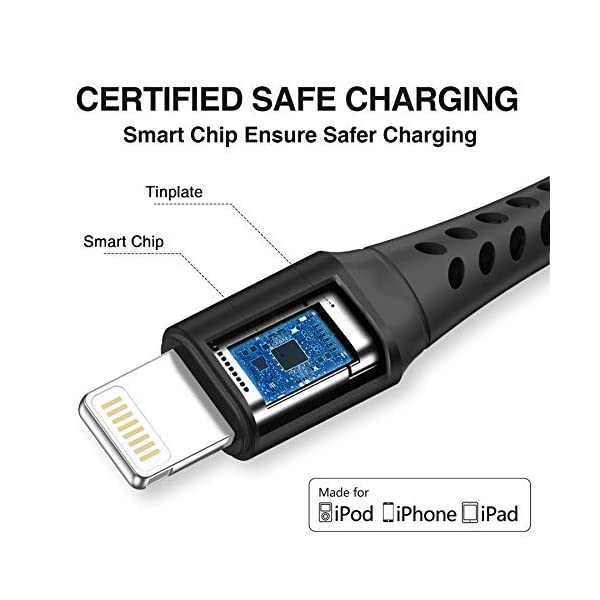 CERTIFIED SAFE CHARGING
Smart Chip Ensure Safer Charging
Tinplate
Smart Chip
Made for
iPod iPhone iPad